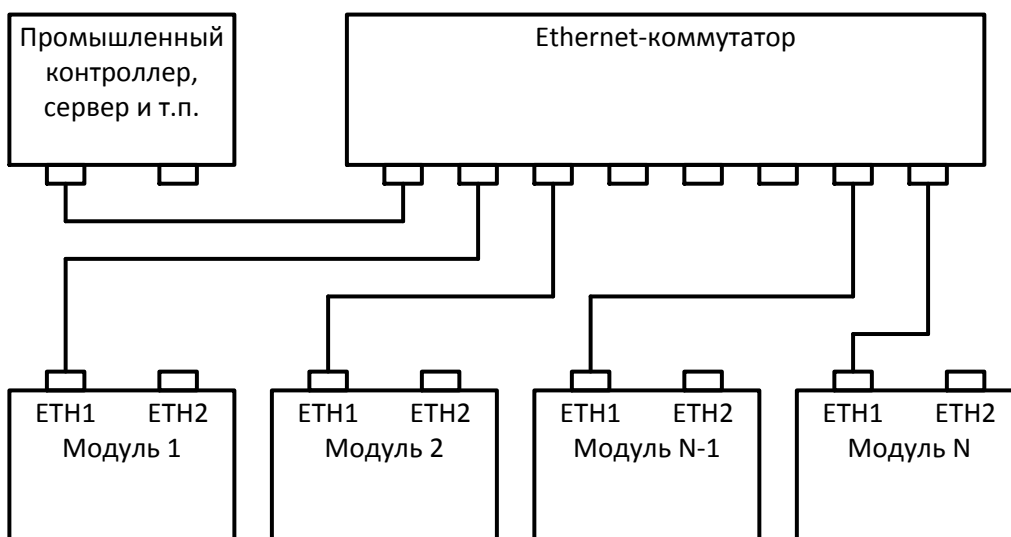 Промышленный
контроллер,
сервер и т.п.
Ethernet-коммутатор
ETH1 ETH2
Модуль 1
ETH1 ETH2
Модуль 2
ETH1 ETH2
Модуль N-1
ETH1 ETH2
Модуль N